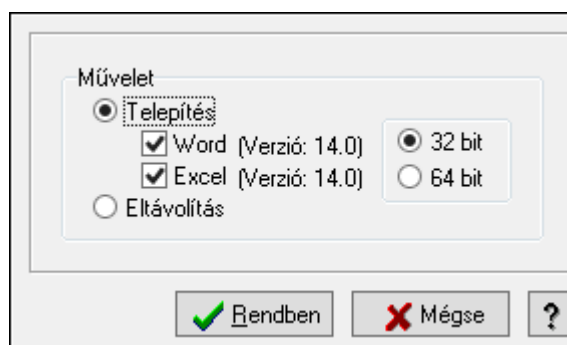 Művelet
Telepítés
Word (Verzió: 14.0)
32 bit
Excel (Verzió: 14.0)
64 bit
Eltávolítás
Rendben
Mégse
?